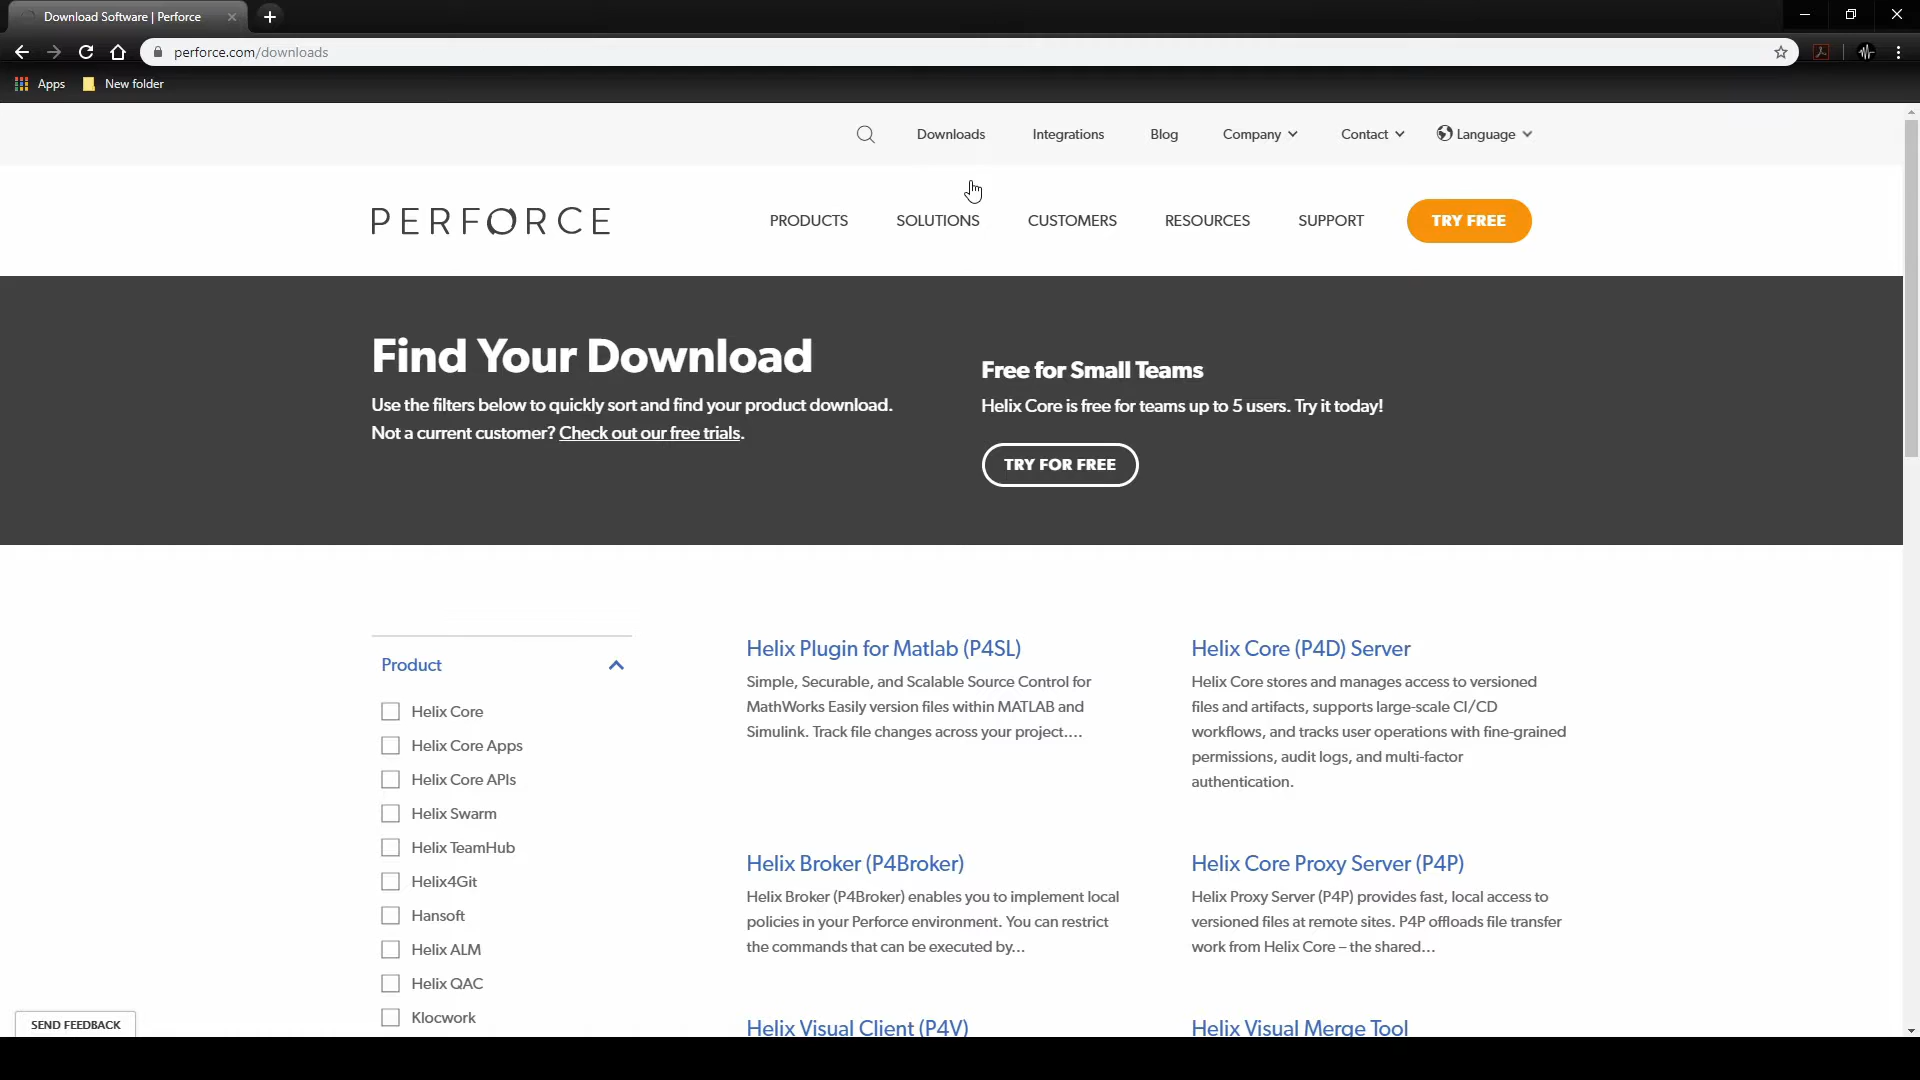 Download Software | Perforce
perforce.com/downloads
Apps New folder
Downloads Integrations Blog Company Contact Language
PERFORCE PRODUCTS SOLUTIONS CUSTOMERS RESOURCES SUPPORT TRY FREE
Find Your Download
Use the filters below to quickly sort and find your product download.
Not a current customer? Check out our free trials.
Free for Small Teams
Helix Core is free for teams up to 5 users. Try it today!
TRY FOR FREE
Product
Helix Core
Helix Core Apps
Helix Core APIs
Helix Swarm
Helix TeamHub
Helix4Git
Hansoft
Helix ALM
Helix QAC
Klocwork
Helix Plugin for Matlab (P4SL)
Simple, Securable, and Scalable Source Control for
MathWorks Easily version files within MATLAB and
Simulink. Track file changes across your project....
Helix Core (P4D) Server
Helix Core stores and manages access to versioned
files and artifacts, supports large-scale CI/CD
workflows, and tracks user operations with fine-grained
permissions, audit logs, and multi-factor
authentication.
Helix Broker (P4Broker)
Helix Broker (P4Broker) enables you to implement local
policies in your Perforce environment. You can restrict
the commands that can be executed by...
Helix Core Proxy Server (P4P)
Helix Proxy Server (P4P) provides fast, local access to
versioned files at remote sites. P4P offloads file transfer
work from Helix Core – the shared...
Helix Visual Client (P4V)
Helix Visual Merge Tool
SEND FEEDBACK